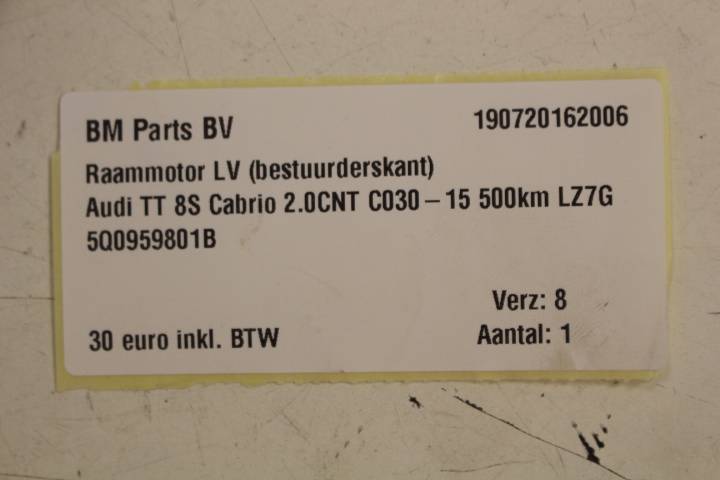 BM Parts BV 190720162006
Raammotor LV (bestuurderskant)
Audi TT 8S Cabrio 2.0CNT C030 – 15 500km LZ7G
5Q0959801B
Verz: 8
30 euro inkl. BTW Aantal: 1